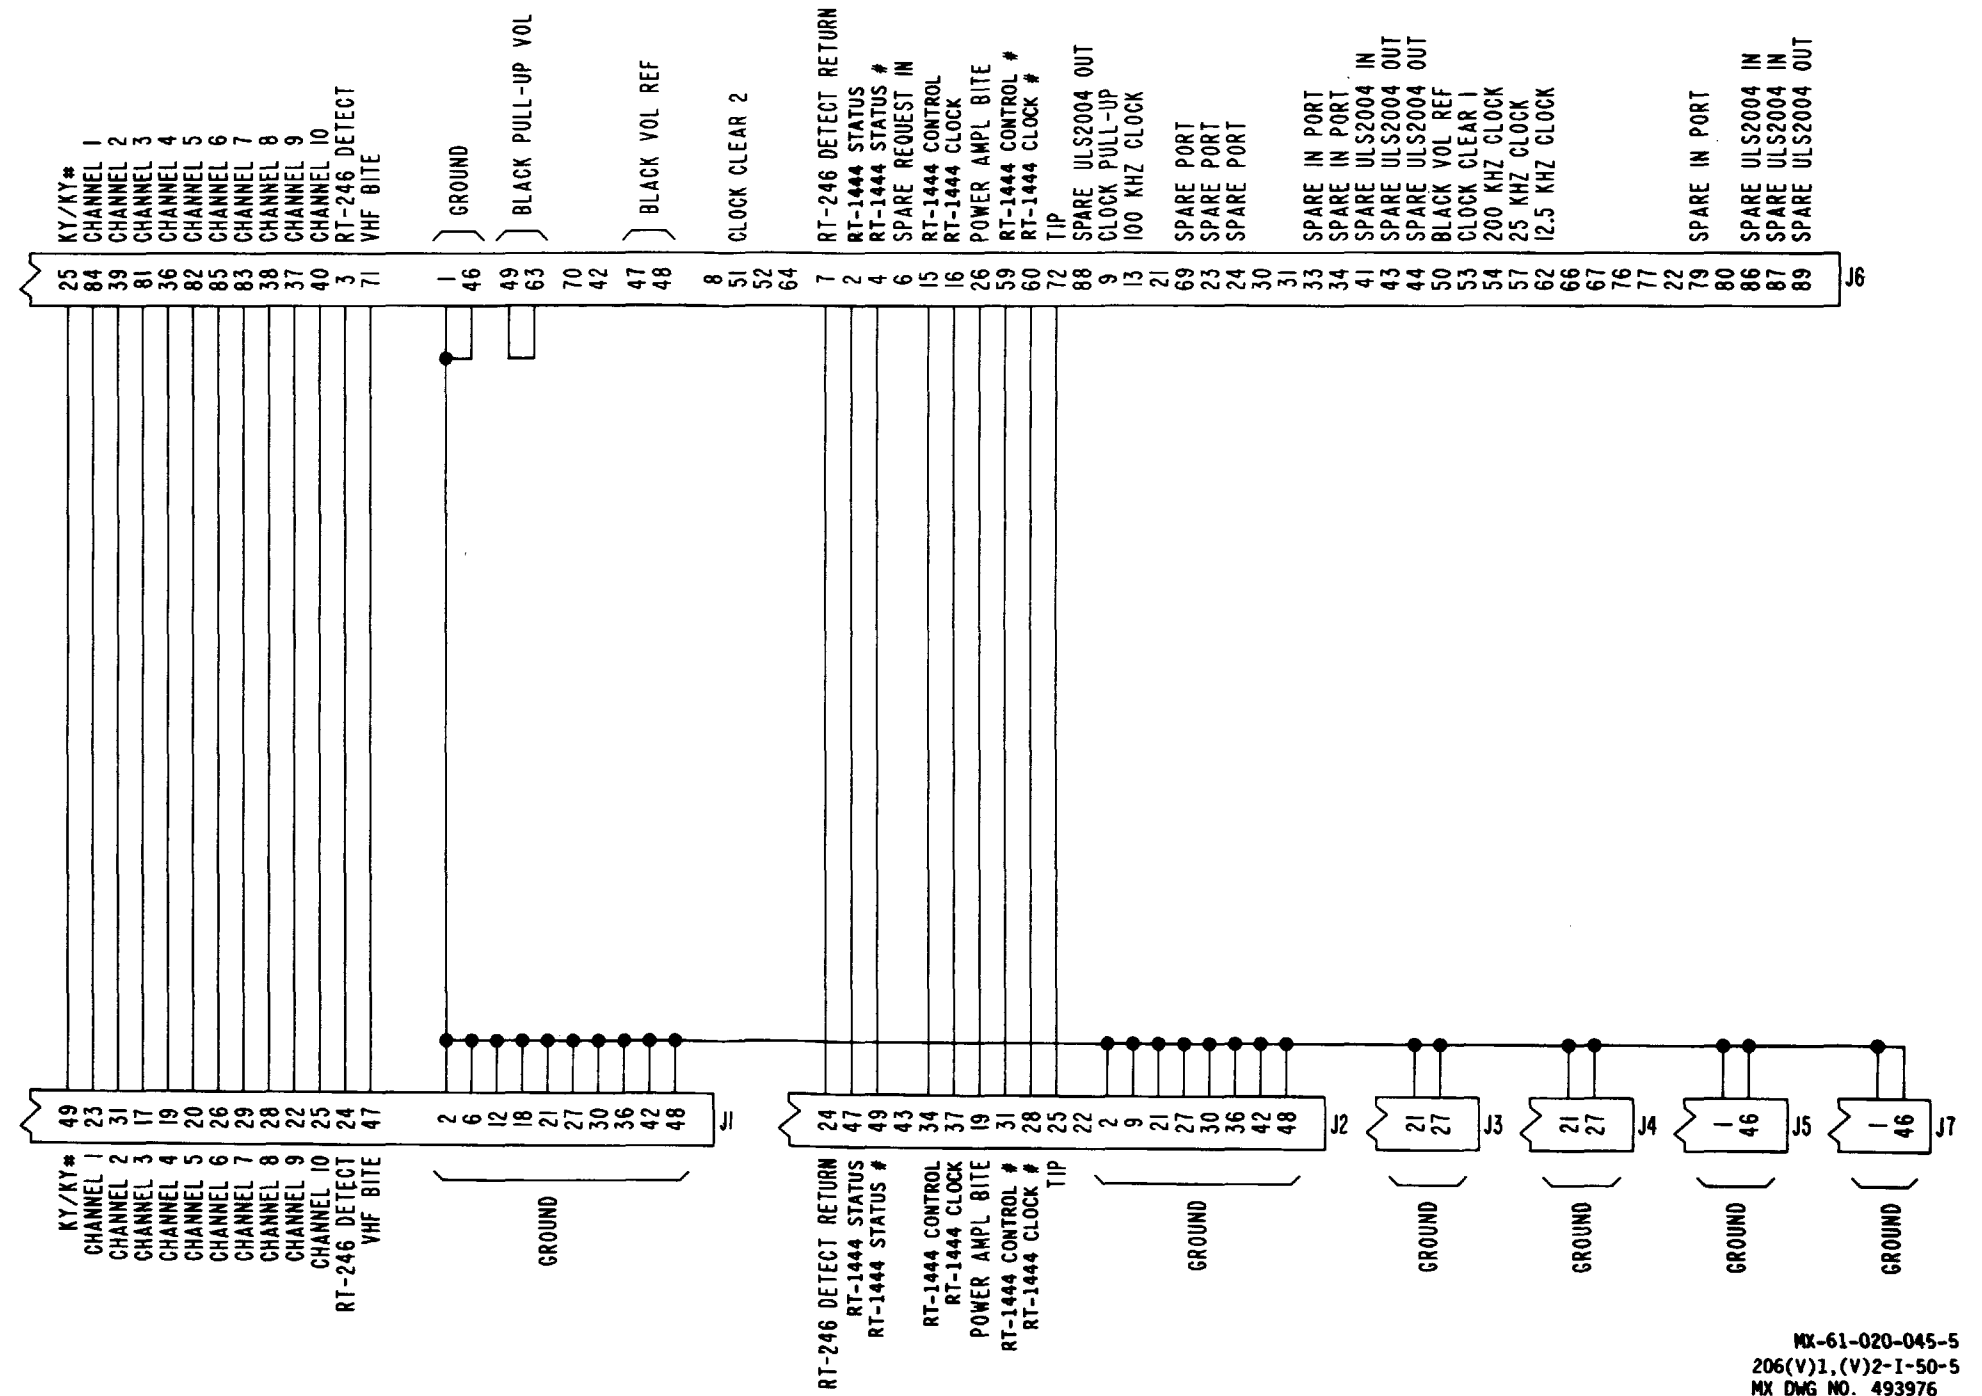 KY/KY#
CHANNEL 1
CHANNEL 2
CHANNEL 3
CHANNEL 4
CHANNEL 5
CHANNEL 6
CHANNEL 7
CHANNEL 8
CHANNEL 9
CHANNEL 10
RT-246 DETECT
VHF BITE
GROUND
BLACK PULL-UP VOL
BLACK VOL REF
CLOCK CLEAR 2
RT-246 DETECT RETURN
RT-1444 STATUS
RT-1444 STATUS #
SPARE REQUEST IN
RT-1444 CONTROL
RT-1444 CLOCK
POWER AMPL BITE
RT-1444 CONTROL #
RT-1444 CLOCK #
TIP
SPARE ULS2004 OUT
CLOCK PULL-UP
100 KHZ CLOCK
SPARE PORT
SPARE PORT
SPARE PORT
SPARE IN PORT
SPARE IN PORT
SPARE ULS2004 IN
SPARE ULS2004 OUT
SPARE ULS2004 OUT
BLACK VOL REF
CLOCK CLEAR 1
200 KHZ CLOCK
25 KHZ CLOCK
12.5 KHZ CLOCK
SPARE IN PORT
SPARE ULS2004 IN
SPARE ULS2004 IN
SPARE ULS2004 OUT
25
84
39
81
36
82
85
83
38
37
40
3
71
1
46
49
63
70
42
47
48
8
51
52
64
7
2
4
6
15
16
26
59
60
72
88
9
13
21
69
23
24
30
31
33
34
41
43
44
50
53
54
57
62
66
67
76
77
22
79
80
86
87
89
J6
49
23
31
17
19
20
26
29
28
22
25
24
47
2
6
12
18
21
27
30
36
42
48
J1
24
47
49
43
34
37
19
31
28
25
22
2
9
21
27
30
36
42
48
J2
21
27
J3
21
27
J4
1
46
J5
1
46
J7
KY/KY#
CHANNEL 1
CHANNEL 2
CHANNEL 3
CHANNEL 4
CHANNEL 5
CHANNEL 6
CHANNEL 7
CHANNEL 8
CHANNEL 9
CHANNEL 10
RT-246 DETECT
VHF BITE
GROUND
RT-246 DETECT RETURN
RT-1444 STATUS
RT-1444 STATUS #
RT-1444 CONTROL
RT-1444 CLOCK
POWER AMPL BITE
RT-1444 CONTROL #
RT-1444 CLOCK #
TIP
GROUND
GROUND
GROUND
GROUND
GROUND
MX-61-020-045-5
206(V)1,(V)2-I-50-5
MX DWG NO. 493976